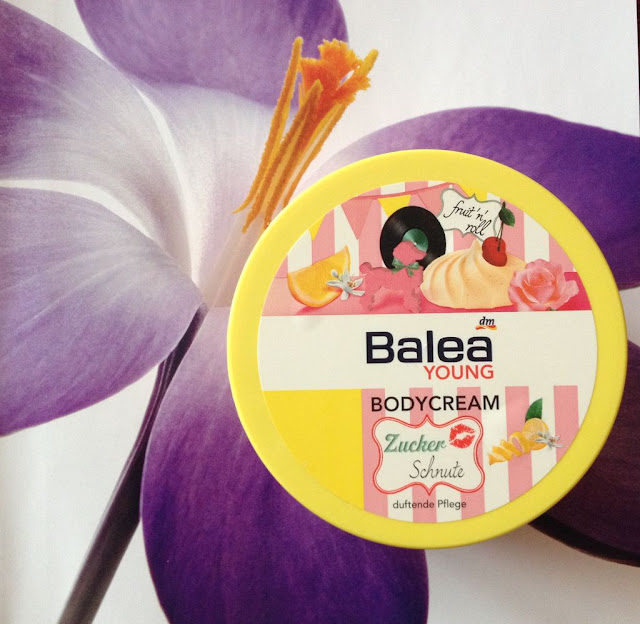 fruit 'n'
roll
dm
Balea
YOUNG
BODYCREAM
Zucker
Schnute
duftende Pflege